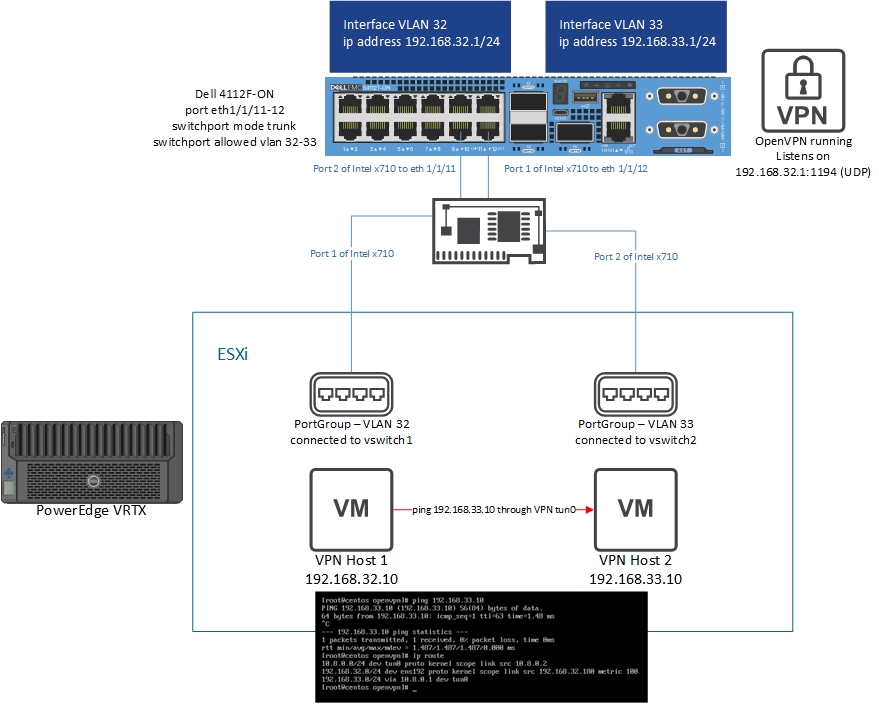 Interface VLAN 32
ip address 192.168.32.1/24
Interface VLAN 33
ip address 192.168.33.1/24
Dell 4112F-ON
port eth1/1/11-12
switchport mode trunk
switchport allowed vlan 32-33
DELLEMC S4112T-ON
VPN
OpenVPN running
Listens on
192.168.32.1:1194 (UDP)
Port 2 of Intel x710 to eth 1/1/11
Port 1 of Intel x710 to eth 1/1/12
Port 1 of Intel x710
Port 2 of Intel x710
ESXi
PortGroup – VLAN 32
connected to vswitch1
PortGroup – VLAN 33
connected to vswitch2
PowerEdge VRTX
VM
ping 192.168.33.10 through VPN tun0
VM
VPN Host 1
192.168.32.10
VPN Host 2
192.168.33.10
[root@centos openvpn]# ping 192.168.33.10
PING 192.168.33.10 (192.168.33.10) 56(84) bytes of data.
64 bytes from 192.168.33.10: icmp_seq=1 ttl=63 time=1.48 ms
^C
--- 192.168.33.10 ping statistics ---
1 packets transmitted, 1 received, 0% packet loss, time 0ms
rtt min/avg/max/mdev = 1.487/1.487/1.487/0.000 ms
[root@centos openvpn]# ip route
10.8.0.0/24 dev tun0 proto kernel scope link src 10.8.0.2
192.168.32.0/24 dev ens192 proto kernel scope link src 192.168.32.100 metric 100
192.168.33.0/24 via 10.8.0.1 dev tun0
[root@centos openvpn]# _